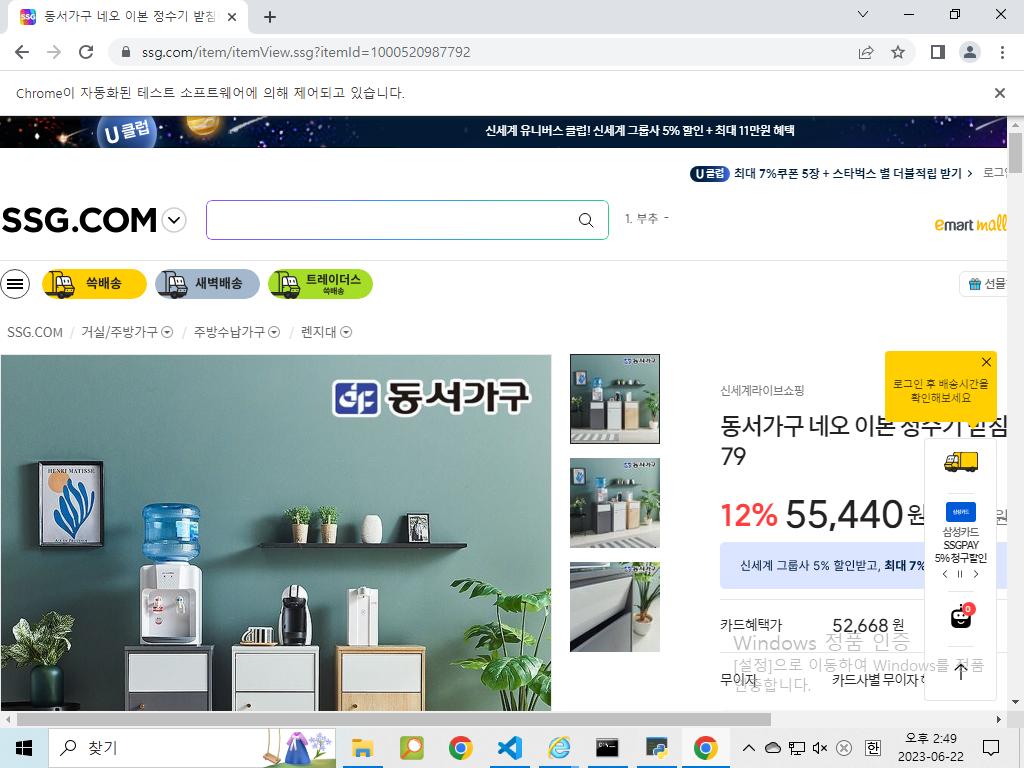 동서가구 네오 이본 정수기 받침
ssg.com/item/itemView.ssg?itemId=1000520987792
Chrome이 자동화된 테스트 소프트웨어에 의해 제어되고 있습니다.
U 클럽
신세계 유니버스 클럽! 신세계 그룹사 5% 할인 + 최대 11만원 혜택
U 클럽 최대 7%쿠폰 5장 + 스타벅스 별 더블적립 받기 > 로그인
SSG.COM
1. 부추 -
emart mall
쓱배송
새벽배송
트레이더스
쓱배송
선물
SSG.COM / 거실/주방가구 / 주방수납가구 / 렌지대
동서가구
HENRI MATISSE
신세계라이브쇼핑
로그인 후 배송시간을
확인해보세요
동서가구 네오 이본 정수기 받침
79
12% 55,440원
원
신세계 그룹사 5% 할인받고, 최대 7%
삼성카드
삼성카드
SSGPAY
5% 청구할인
0
카드혜택가 52,668 원
Windows 정품 인증
[설정]으로 이동하여 Windows를 정품
인증합니다.
무이자 카드사별 무이자
찾기
한
오후 2:49
2023-06-22